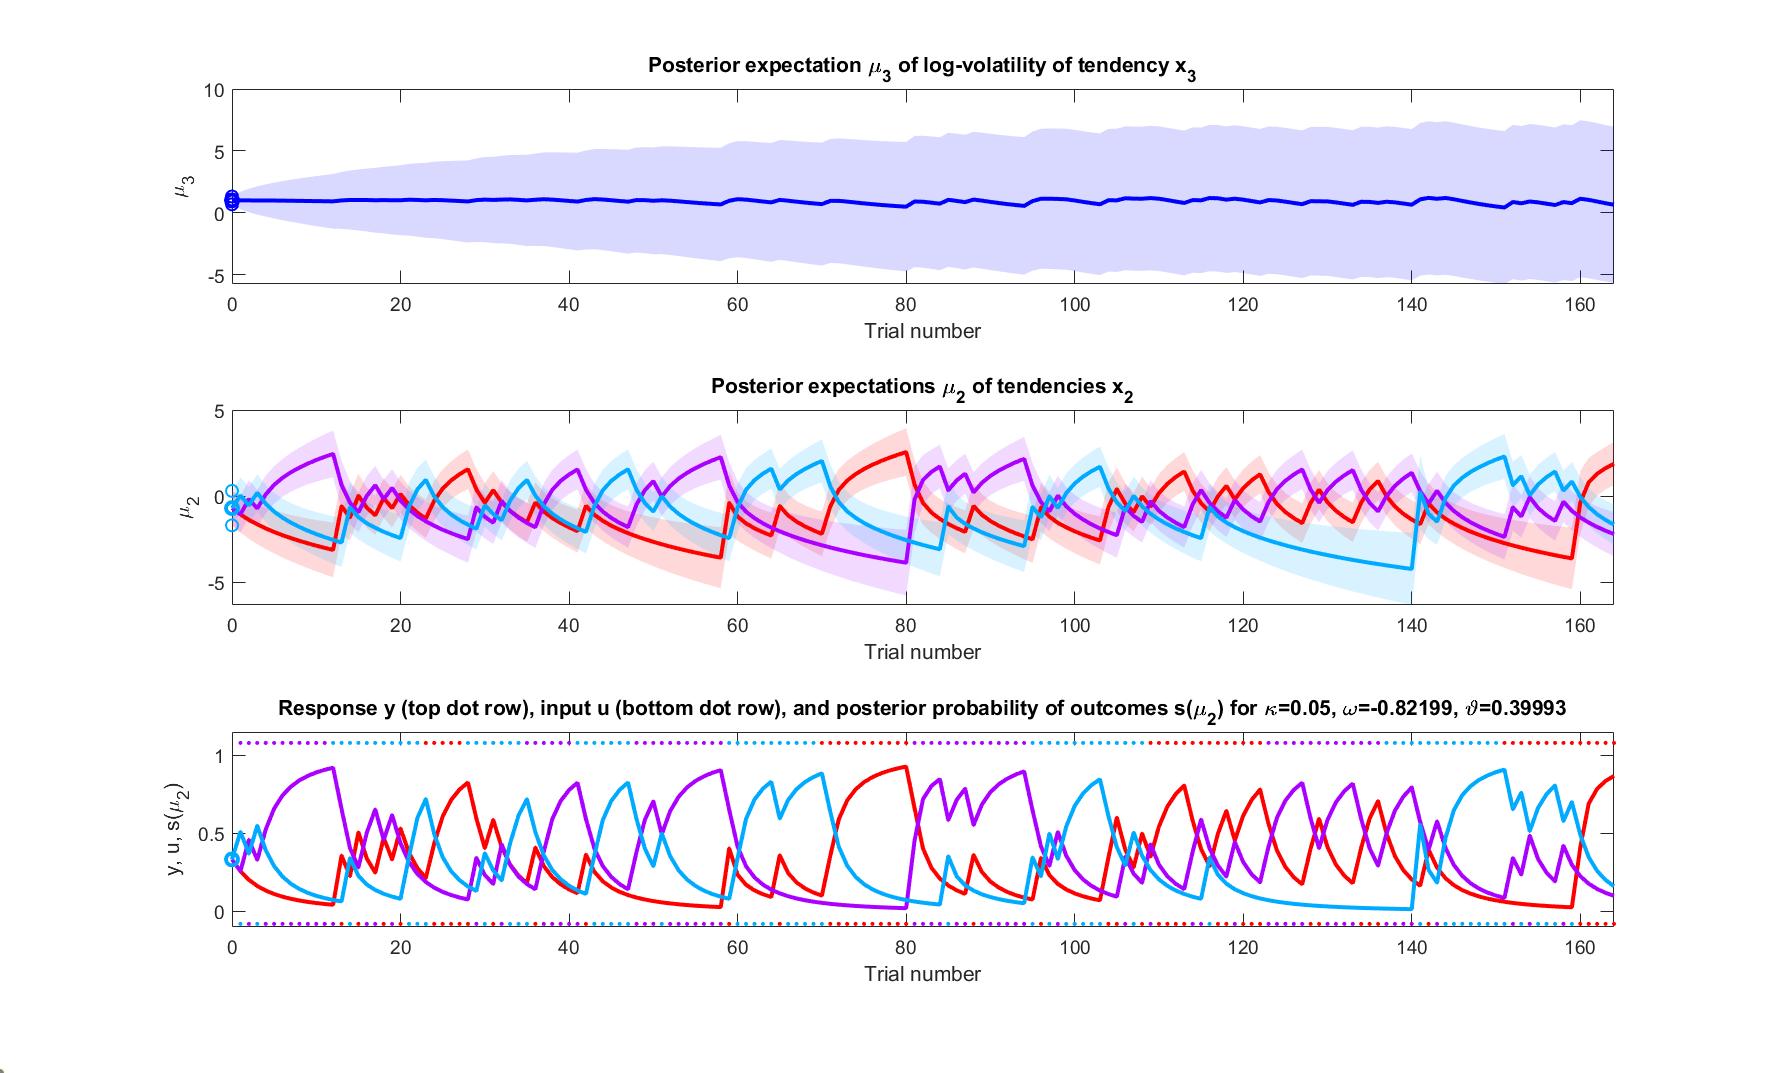 Posterior expectation μ3 of log-volatility of tendency x3
10
5
0
-5
μ3
0 20 40 60 80 100 120 140 160
Trial number
Posterior expectations μ2 of tendencies x2
5
0
-5
μ2
0 20 40 60 80 100 120 140 160
Trial number
Response y (top dot row), input u (bottom dot row), and posterior probability of outcomes s(μ2) for κ=0.05, ω=-0.82199, ϑ=0.39993
1
0.5
0
y, u, s(μ2)
0 20 40 60 80 100 120 140 160
Trial number